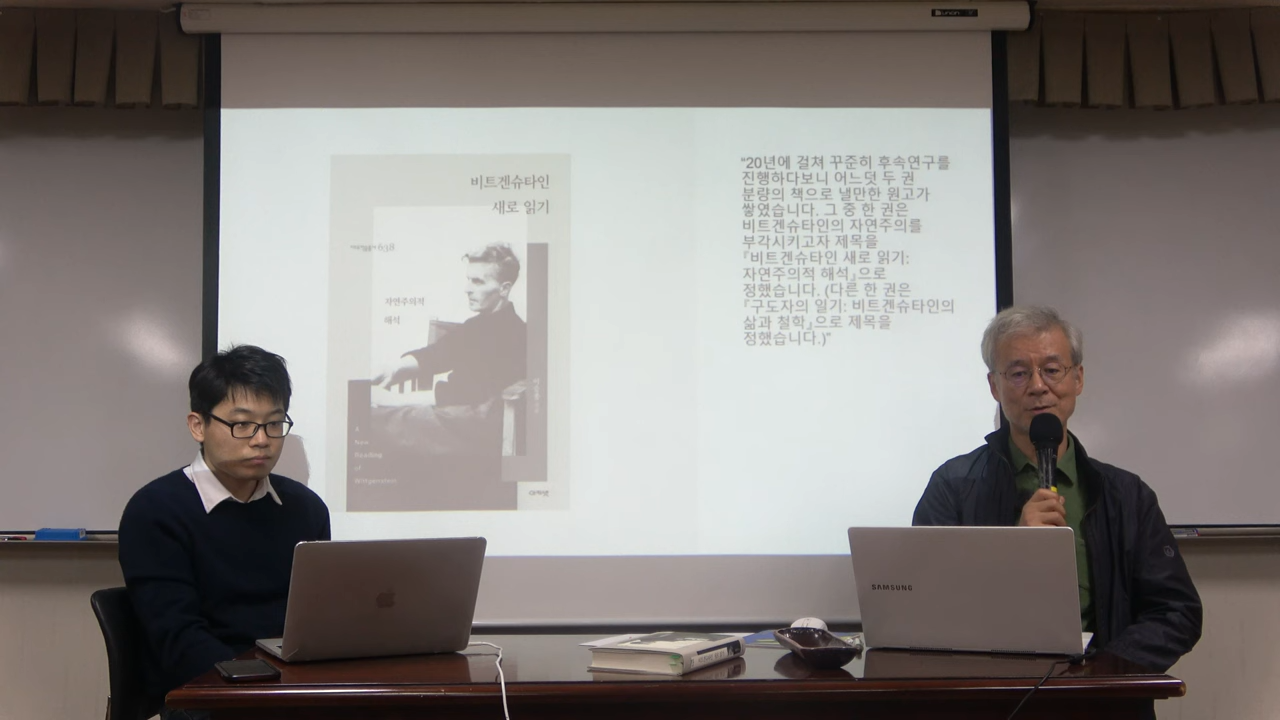 비트겐슈타인
새로 읽기
자연주의적
해석
A
New
Reading
of
Wittgenstein
"20년에 걸쳐 꾸준히 후속연구를
진행하다보니 어느덧 두 권
분량의 책으로 낼만한 원고가
쌓였습니다. 그 중 한 권은
비트겐슈타인의 자연주의를
부각시키고자 제목을
『비트겐슈타인 새로 읽기:
자연주의적 해석』으로
정했습니다. (다른 한 권은
『구도자의 일기: 비트겐슈타인의
삶과 철학』으로 제목을
정했습니다.)"
SAMSUNG